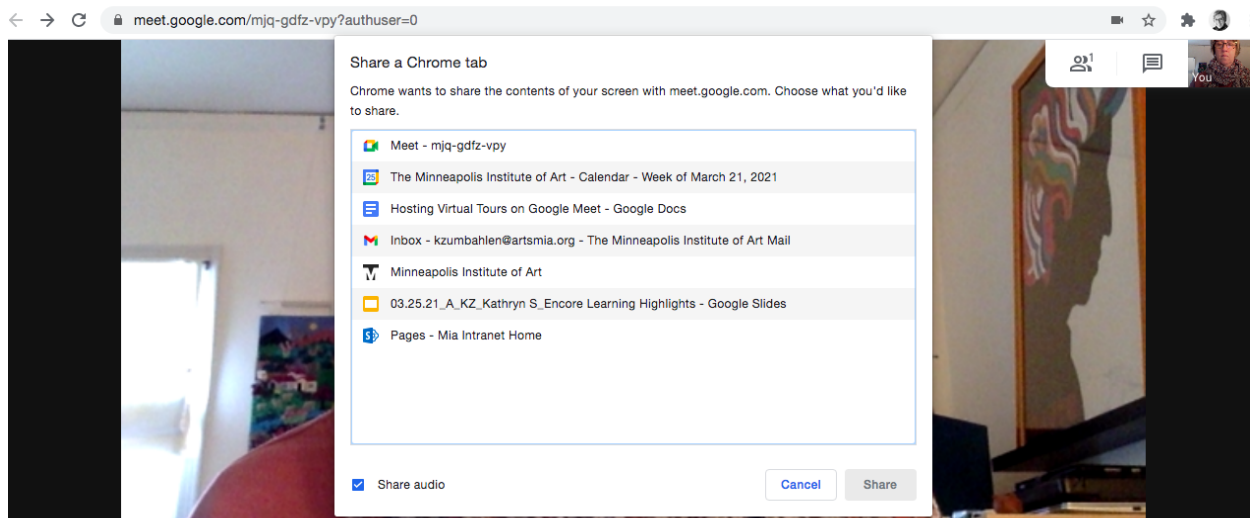 meet.google.com/mjq-gdfz-vpy?authuser=0
Share a Chrome tab
1
You
Chrome wants to share the contents of your screen with meet.google.com. Choose what you'd like
to share.
Meet - mjq-gdfz-vpy
25
The Minneapolis Institute of Art - Calendar - Week of March 21, 2021
Hosting Virtual Tours on Google Meet - Google Docs
Inbox - kzumbahlen@artsmia.org - The Minneapolis Institute of Art Mail
Minneapolis Institute of Art
03.25.21_A_KZ_Kathryn S_Encore Learning Highlights - Google Slides
S
Pages - Mia Intranet Home
Share audio
Cancel
Share